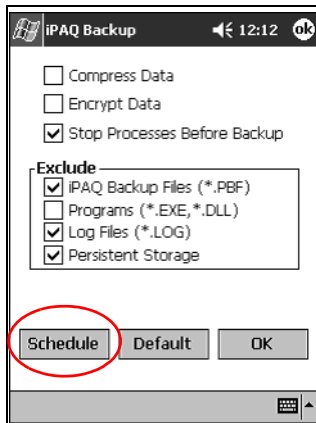 iPAQ Backup 12:12 ok
Compress Data
Encrypt Data
Stop Processes Before Backup
Exclude
iPAQ Backup Files (*.PBF)
Programs (*.EXE,*.DLL)
Log Files (*.LOG)
Persistent Storage
Schedule Default OK